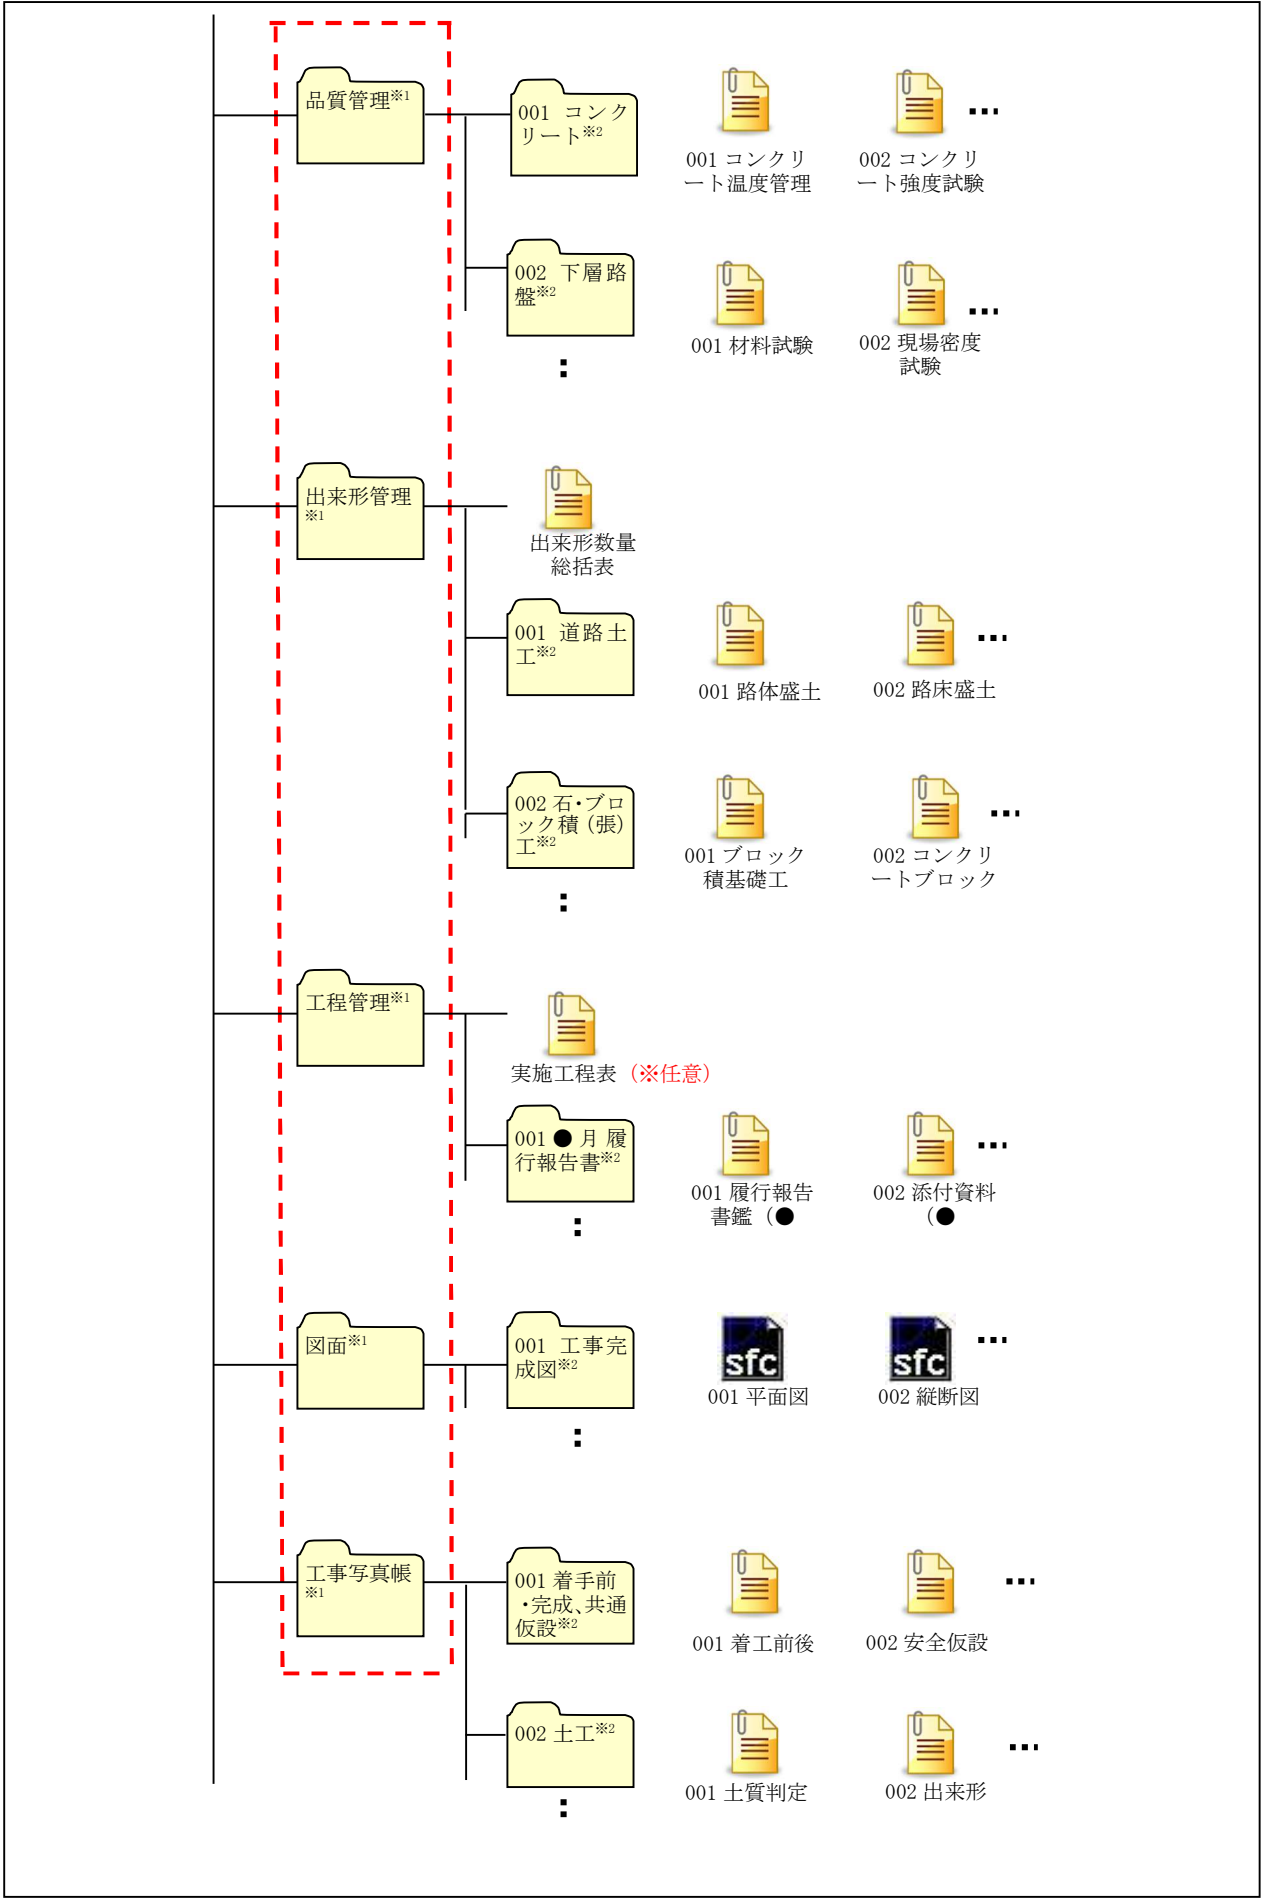 品質管理※1
001 コンク
リート※2
001 コンクリ
ート温度管理
002 コンクリ
ート強度試験
…
002 下層路
盤※2
001 材料試験
002 現場密度
試験
…
:
出来形管理
※1
出来形数量
総括表
001 道路土
工※2
001 路体盛土
002 路床盛土
…
002 石・ブロ
ック積（張）
工※2
001 ブロック
積基礎工
002 コンクリ
ートブロック
…
:
工程管理※1
実施工程表（※任意）
001 ● 月 履
行報告書※2
001 履行報告
書鑑（●
002 添付資料
（●
…
:
図面※1
001 工事完
成図※2
sfc
001 平面図
sfc
002 縦断図
…
:
工事写真帳
※1
001 着手前
・完成、共通
仮設※2
001 着工前後
002 安全仮設
…
002 土工※2
001 土質判定
002 出来形
…
: